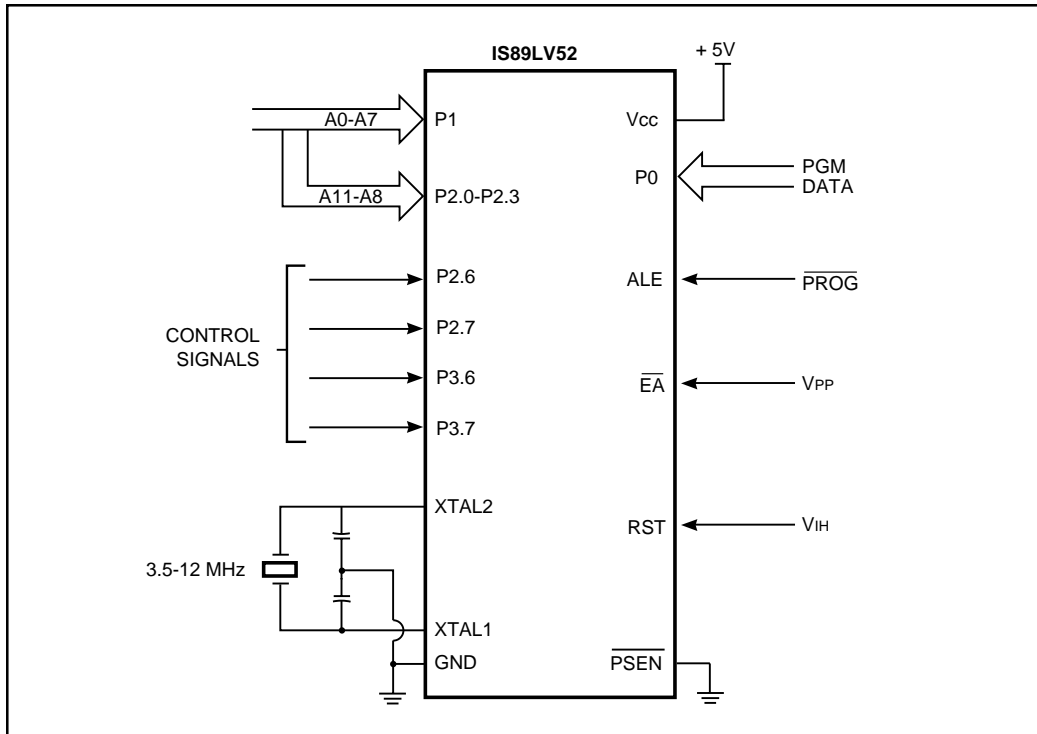 IS89LV52
+ 5V
A0-A7
P1
Vcc
A11-A8
P2.0-P2.3
P0
PGM
DATA
CONTROL
SIGNALS
P2.6
P2.7
P3.6
P3.7
ALE
PROG
EA
VPP
3.5-12 MHz
XTAL2
XTAL1
GND
RST
VIH
PSEN